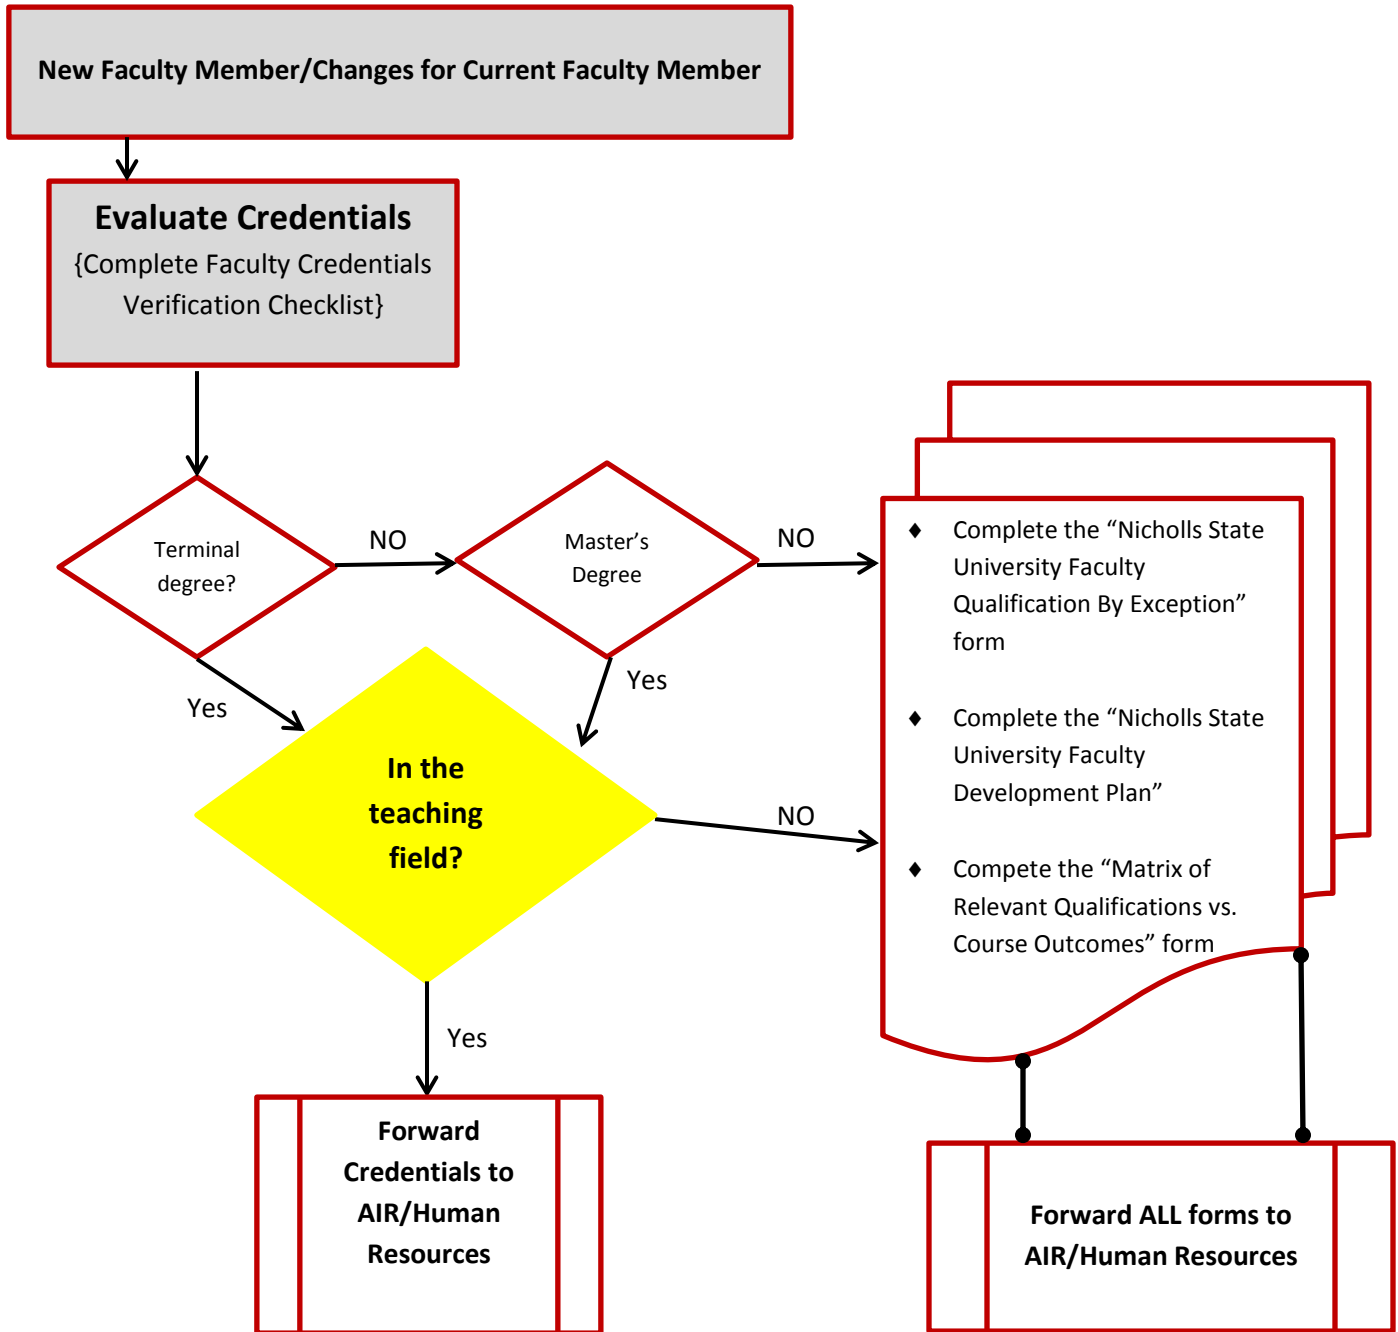 New Faculty Member/Changes for Current Faculty Member
Evaluate Credentials
{Complete Faculty Credentials
Verification Checklist}
Terminal
degree?
NO
Master’s
Degree
NO
Yes
Yes
In the
teaching
field?
NO
Yes
♦ Complete the “Nicholls State
University Faculty
Qualification By Exception”
form
♦ Complete the “Nicholls State
University Faculty
Development Plan”
♦ Compete the “Matrix of
Relevant Qualifications vs.
Course Outcomes” form
Forward
Credentials to
AIR/Human
Resources
Forward ALL forms to
AIR/Human Resources